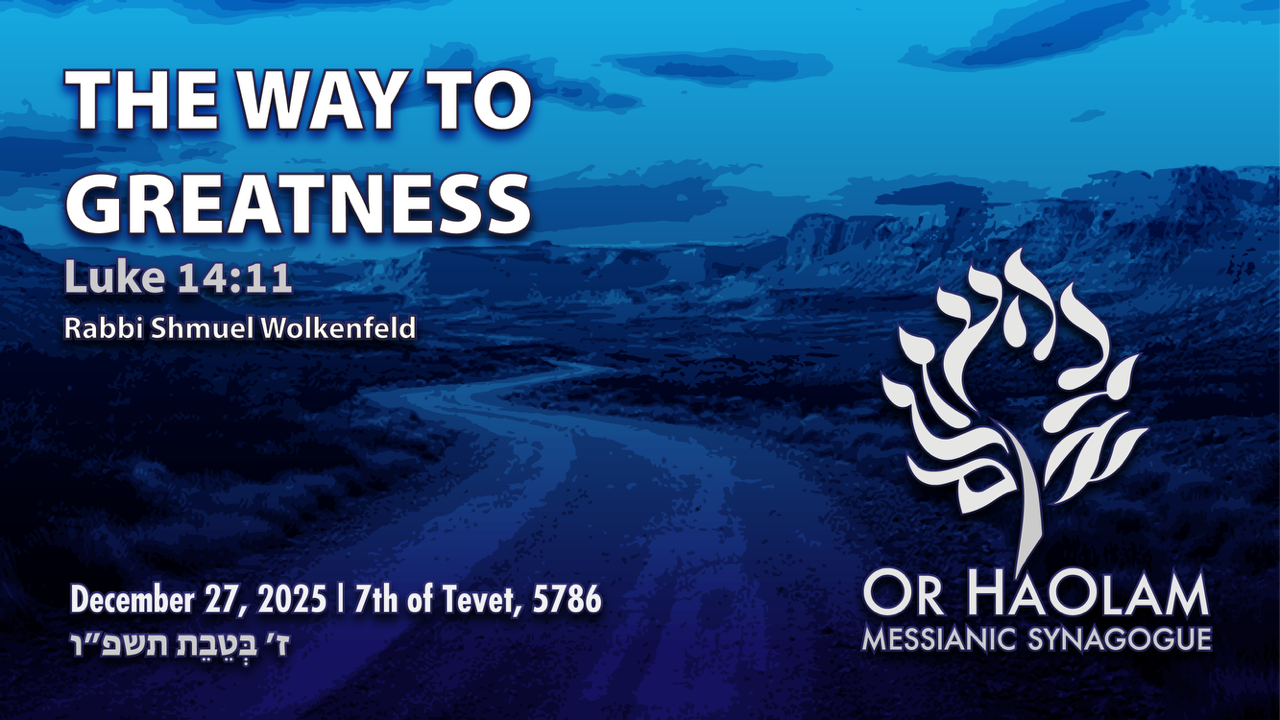 THE WAY TO
GREATNESS
Luke 14:11
Rabbi Shmuel Wolkenfeld
December 27, 2025 | 7th of Tevet, 5786
ז׳ בְּטֵבֵת תשפ״ו
OR HAOLAM
MESSIANIC SYNAGOGUE